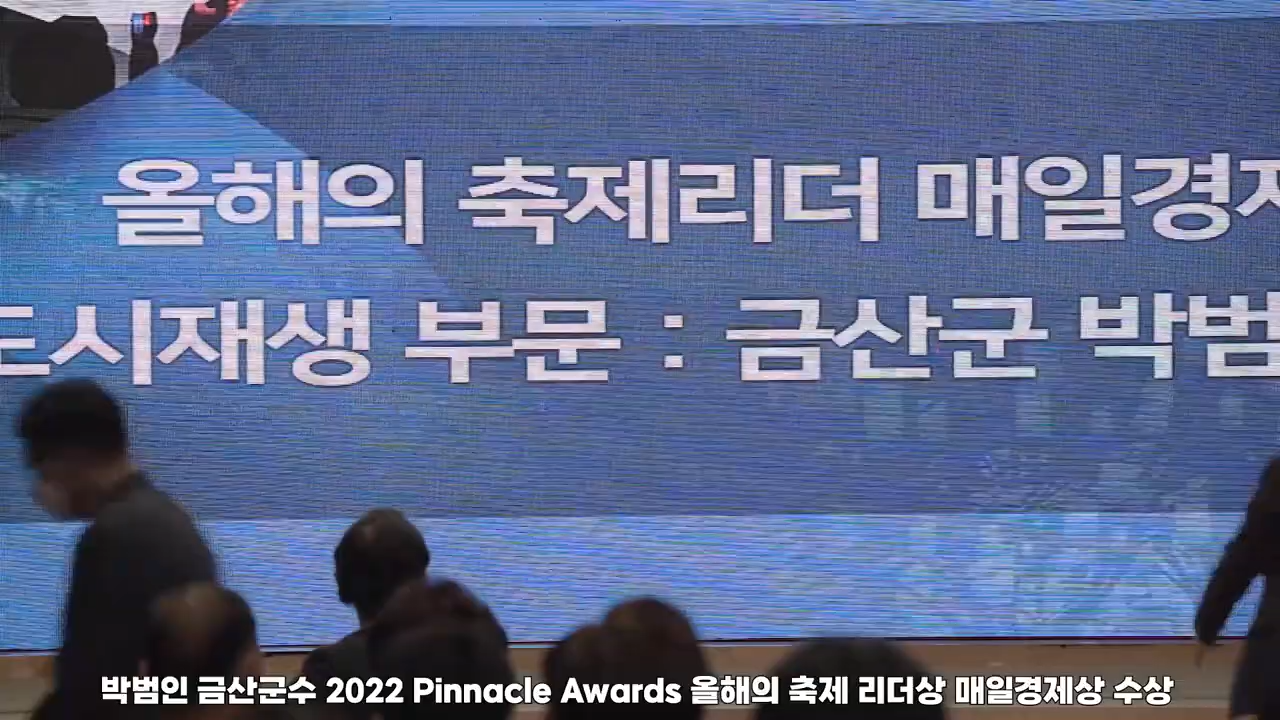 올해의 축제리더 매일경제
도시재생 부문 : 금산군 박범
박범인 금산군수 2022 Pinnacle Awards 올해의 축제 리더상 매일경제상 수상